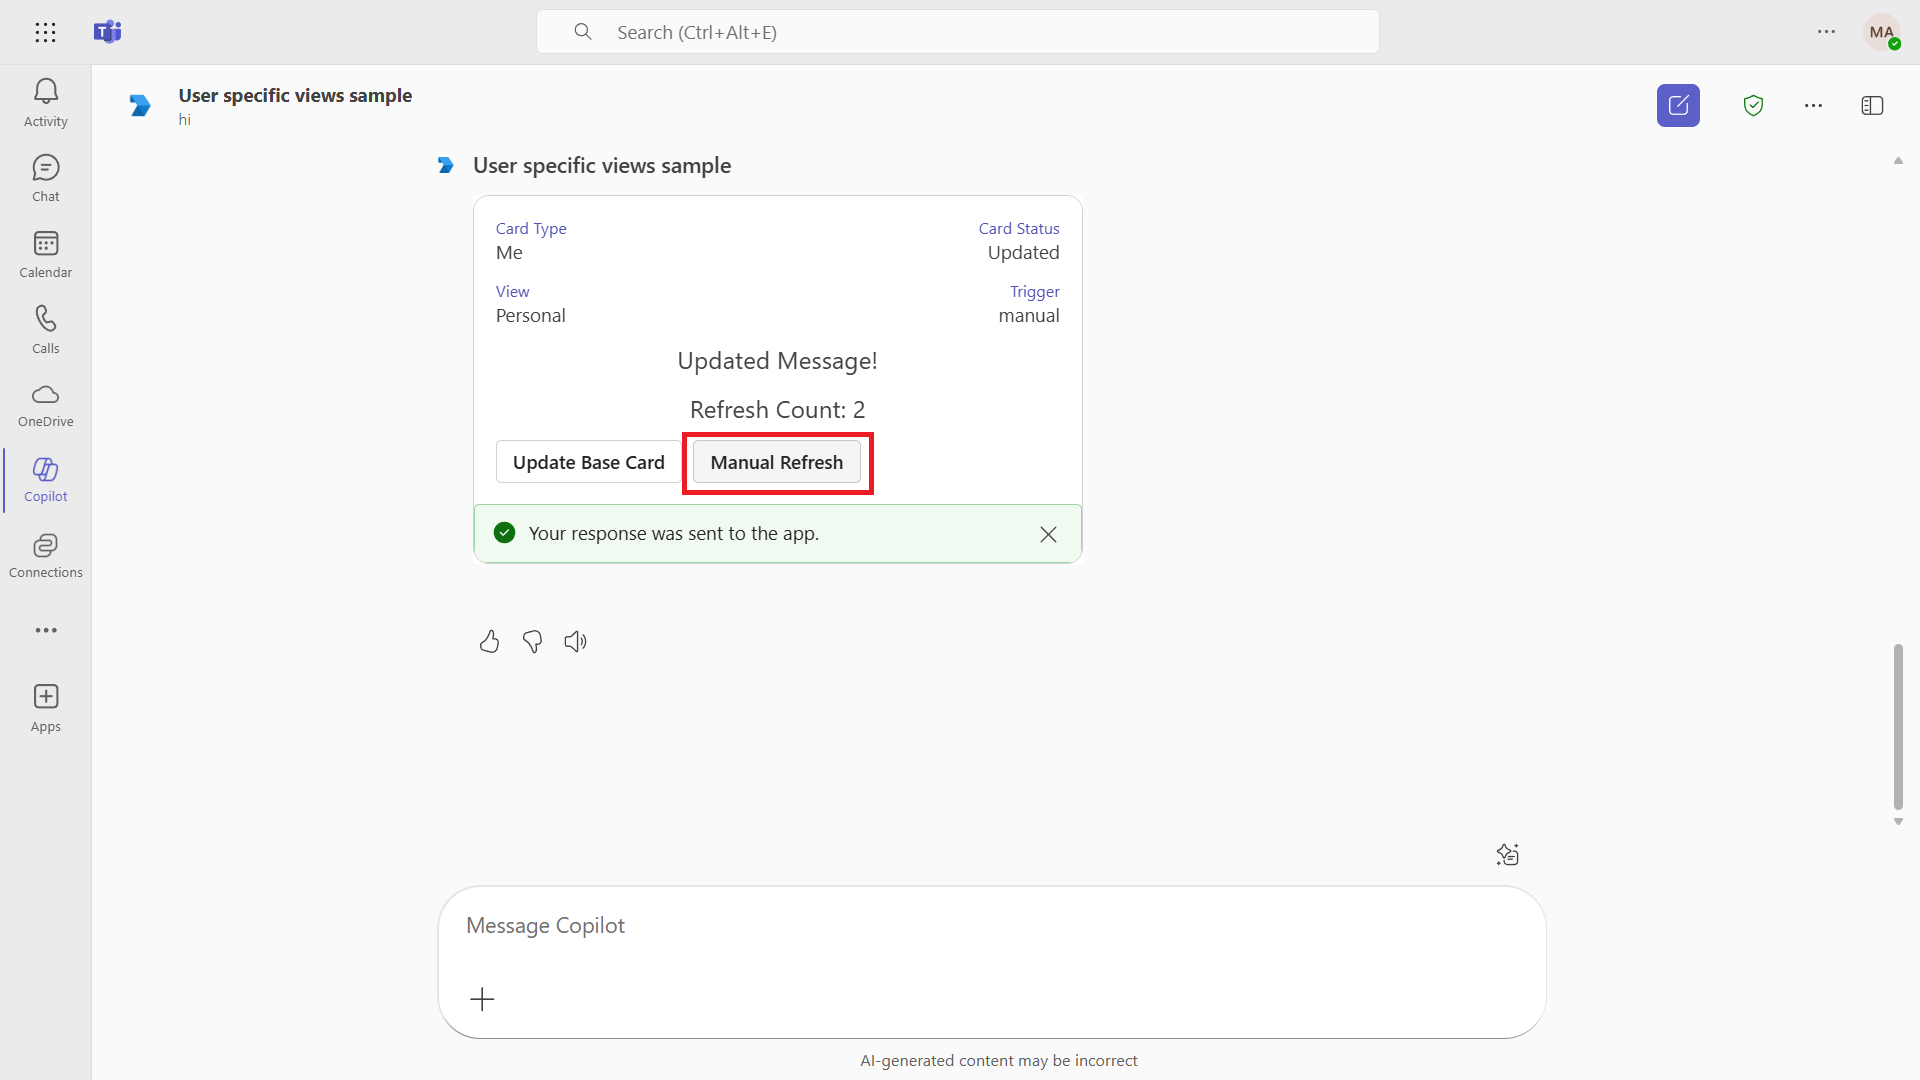 Search (Ctrl+Alt+E)
MA
Activity
Chat
Calendar
Calls
OneDrive
Copilot
Connections
Apps
User specific views sample
hi
User specific views sample
Card Type
Card Status
Me
Updated
View
Trigger
Personal
manual
Updated Message!
Refresh Count: 2
Update Base Card
Manual Refresh
Your response was sent to the app.
Message Copilot
AI-generated content may be incorrect